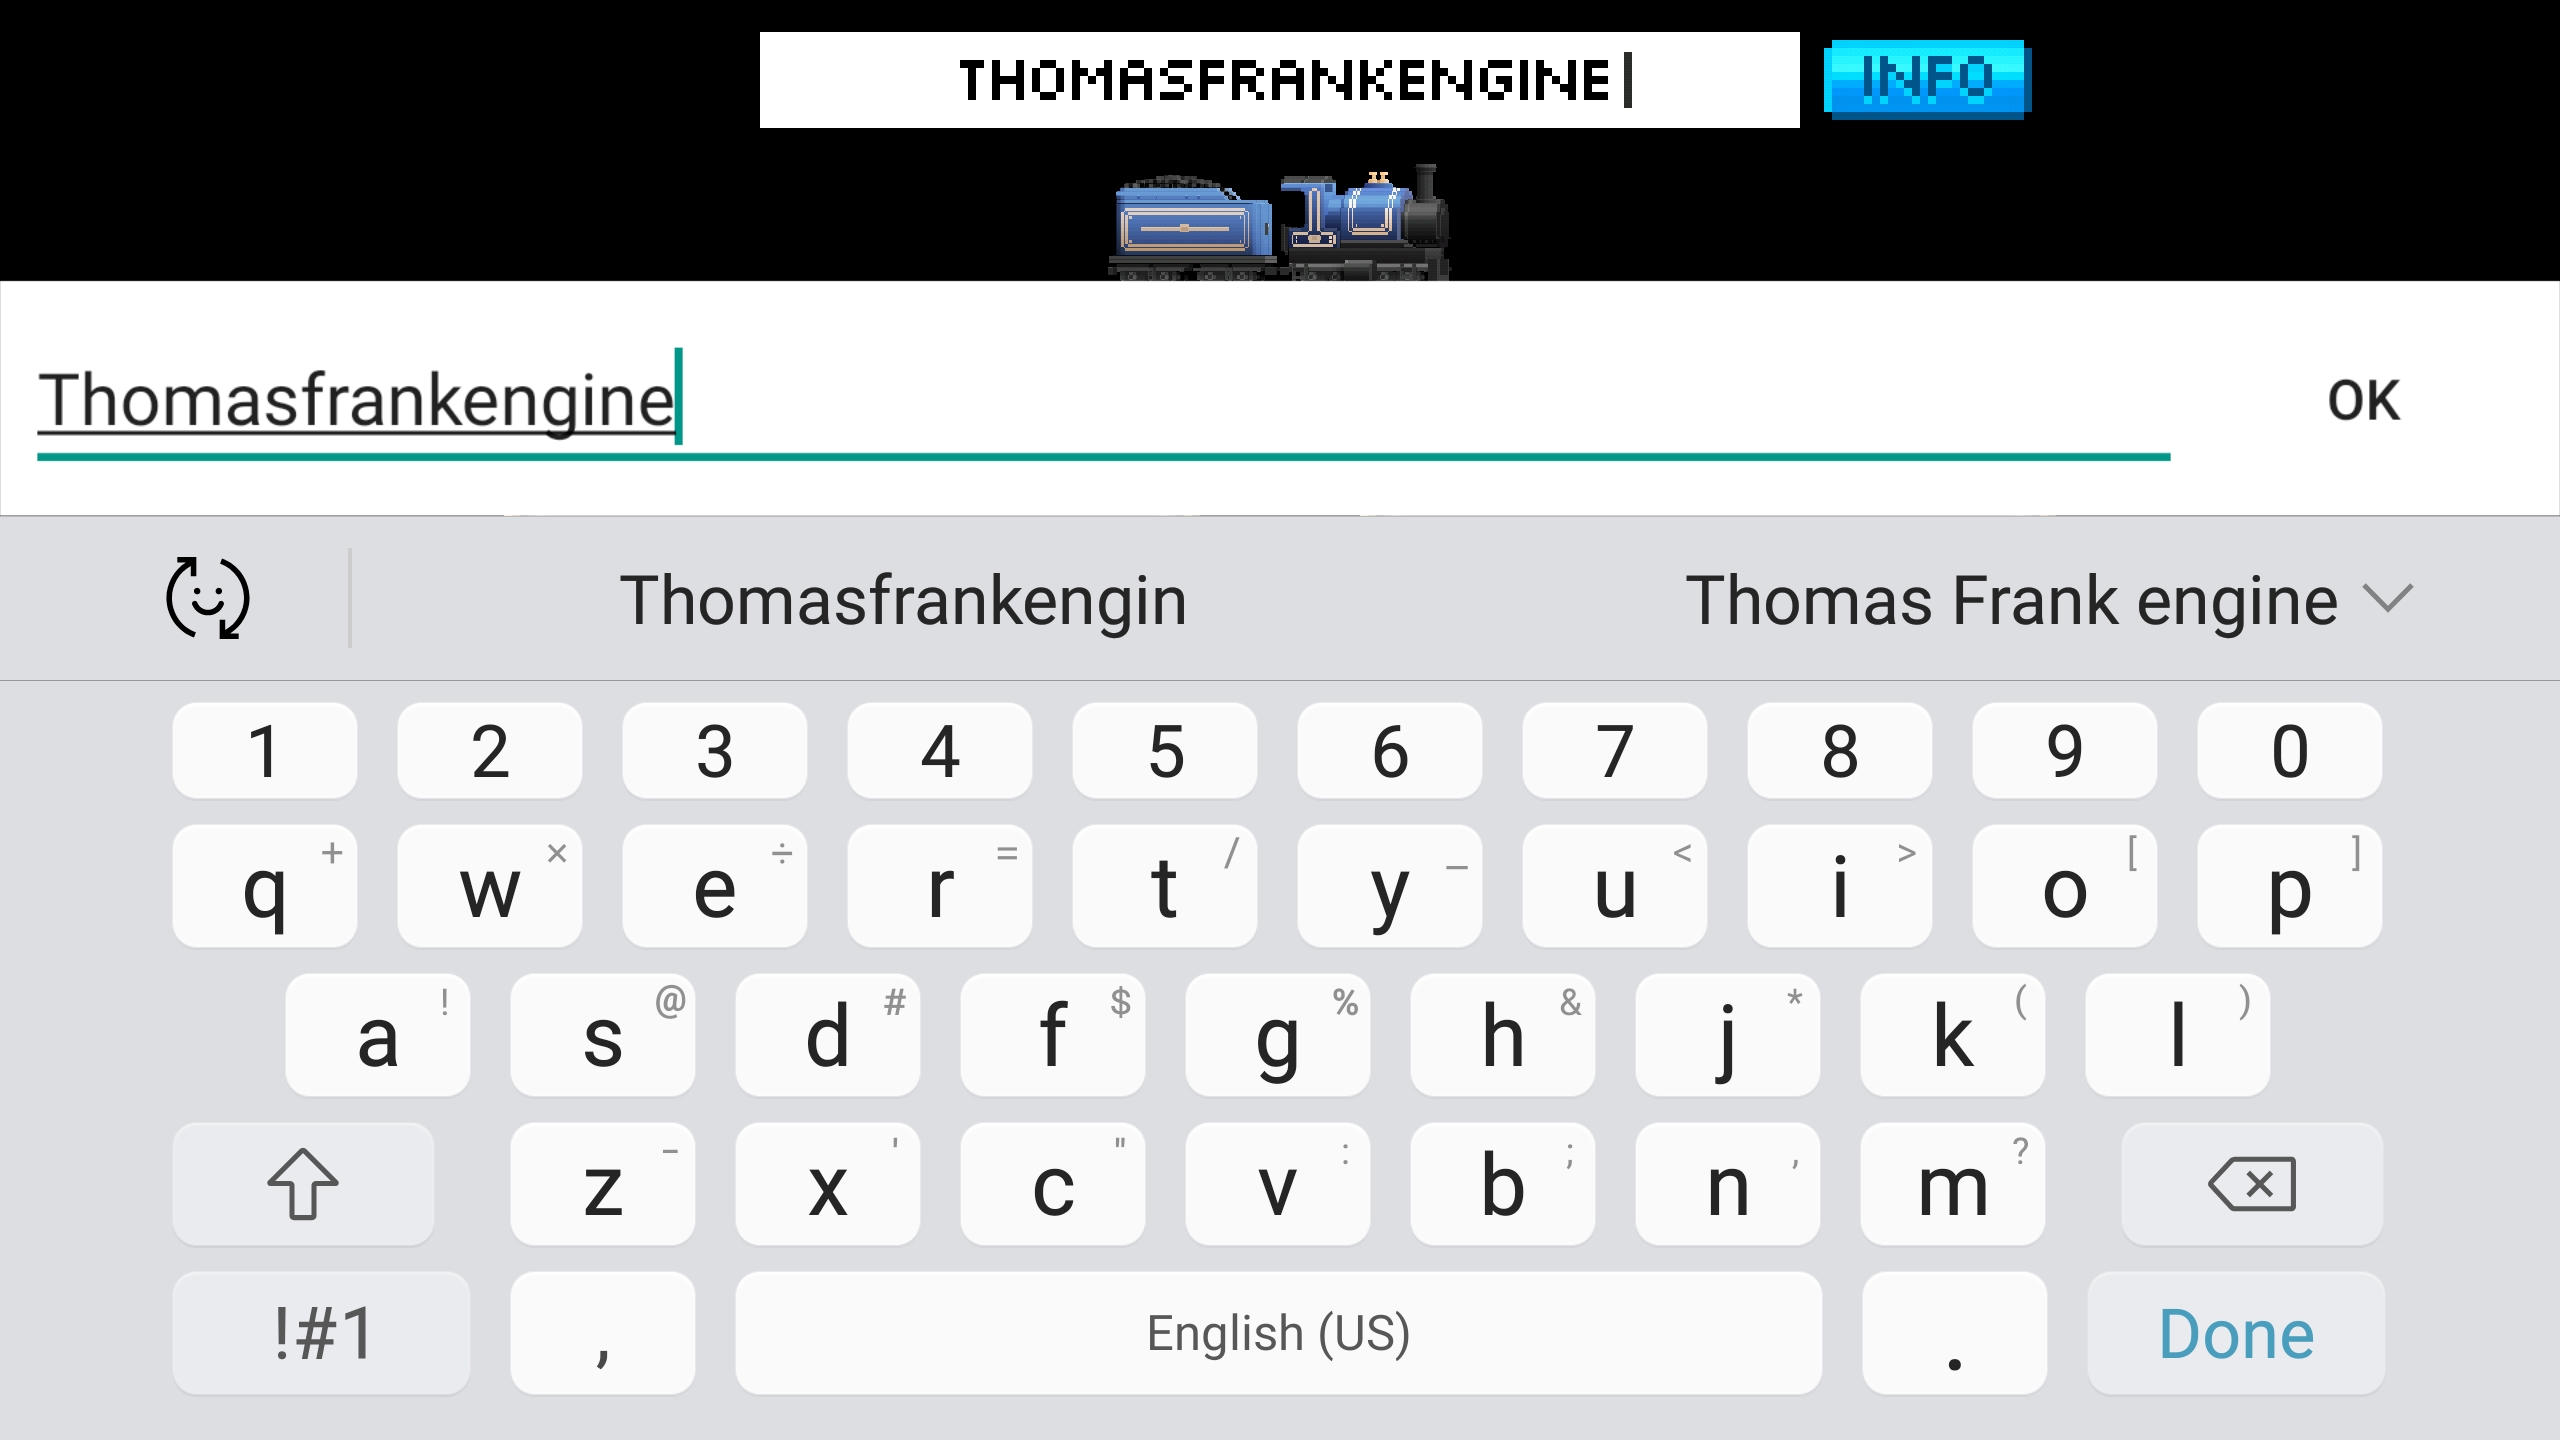 THOMASFRANKENGINE
INFO
Thomasfrankengine
OK
Thomasfrankengin
Thomas Frank engine
1 2 3 4 5 6 7 8 9 0
q + w × e ÷ r = t / y _ u < i > o [ p ]
a ! s @ d # f $ g % h & j * k ( l )
z - x ' c " v : b ; n , m ?
!#1 , English (US) . Done